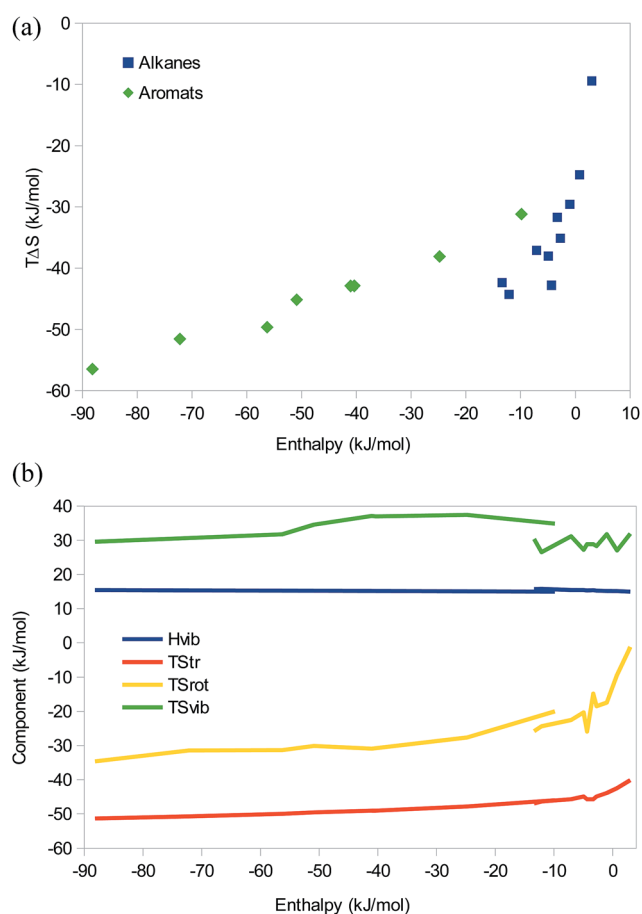 (a)
0
-10
-20
-30
-40
-50
-60
TΔS (kJ/mol)
Alkanes
Aromats
-90 -80 -70 -60 -50 -40 -30 -20 -10 0 10
Enthalpy (kJ/mol)
(b)
40
30
20
10
0
-10
-20
-30
-40
-50
-60
Component (kJ/mol)
Hvib
TStr
TSrot
TSvib
-90 -80 -70 -60 -50 -40 -30 -20 -10 0
Enthalpy (kJ/mol)